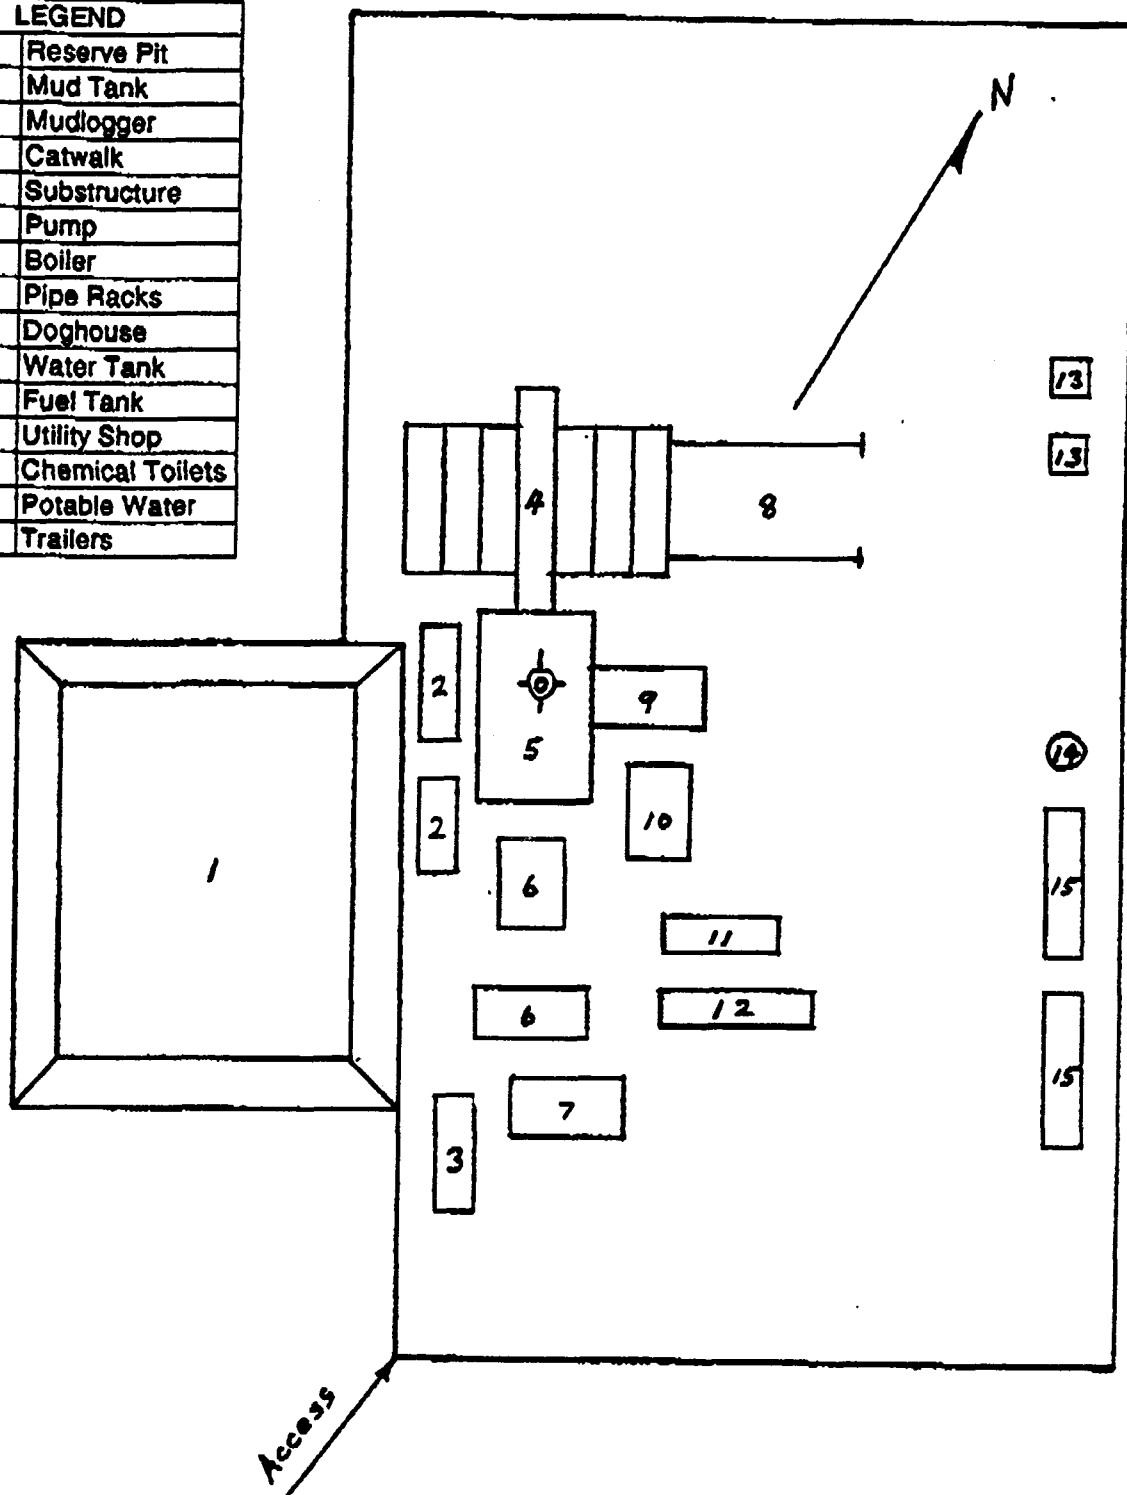 LEGEND
Reserve Pit
Mud Tank
Mudlogger
Catwalk
Substructure
Pump
Boiler
Pipe Racks
Doghouse
Water Tank
Fuel Tank
Utility Shop
Chemical Toilets
Potable Water
Trailers
N
13
13
4
8
2
9
5
14
2
10
1
6
15
11
6
12
15
7
3
Access